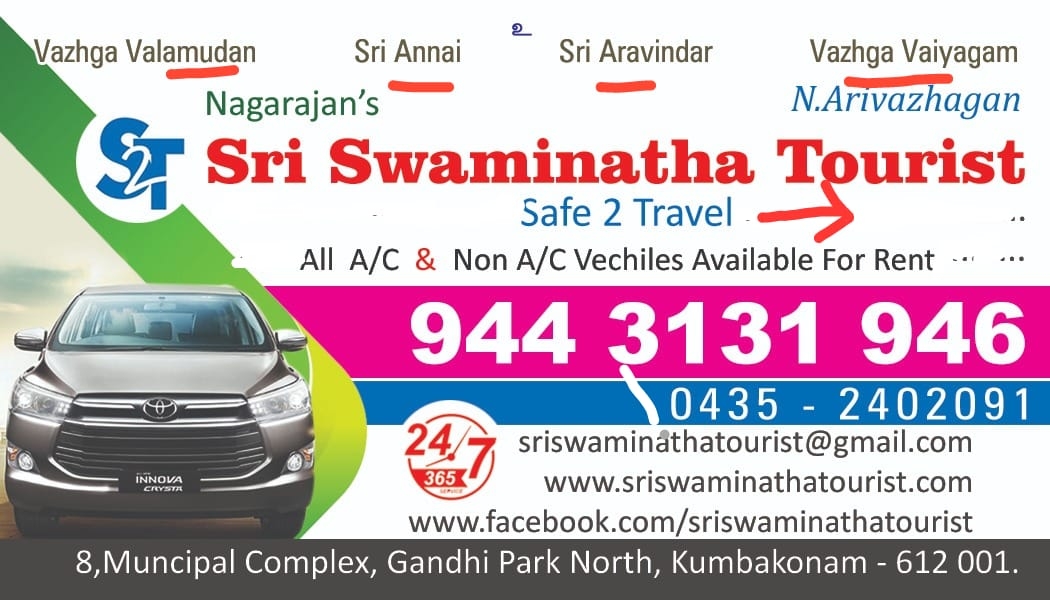 உ
Vazhga Valamudan Sri Annai Sri Aravindar Vazhga Vaiyagam
Nagarajan's N.Arivazhagan
S2T Sri Swaminatha Tourist
Safe 2 Travel
All A/C & Non A/C Vechiles Available For Rent
944 3131 946
0435 - 2402091
24/7
365
SERVICE
sriswaminathatourist@gmail.com
www.sriswaminathatourist.com
www.facebook.com/sriswaminathatourist
INNOVA
CRYSTA
8,Muncipal Complex, Gandhi Park North, Kumbakonam - 612 001.